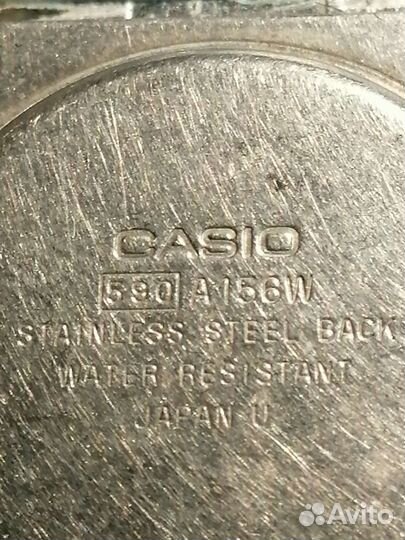 CASIO
590 A156W
STAINLESS STEEL BACK
WATER RESISTANT
JAPAN U
Avito